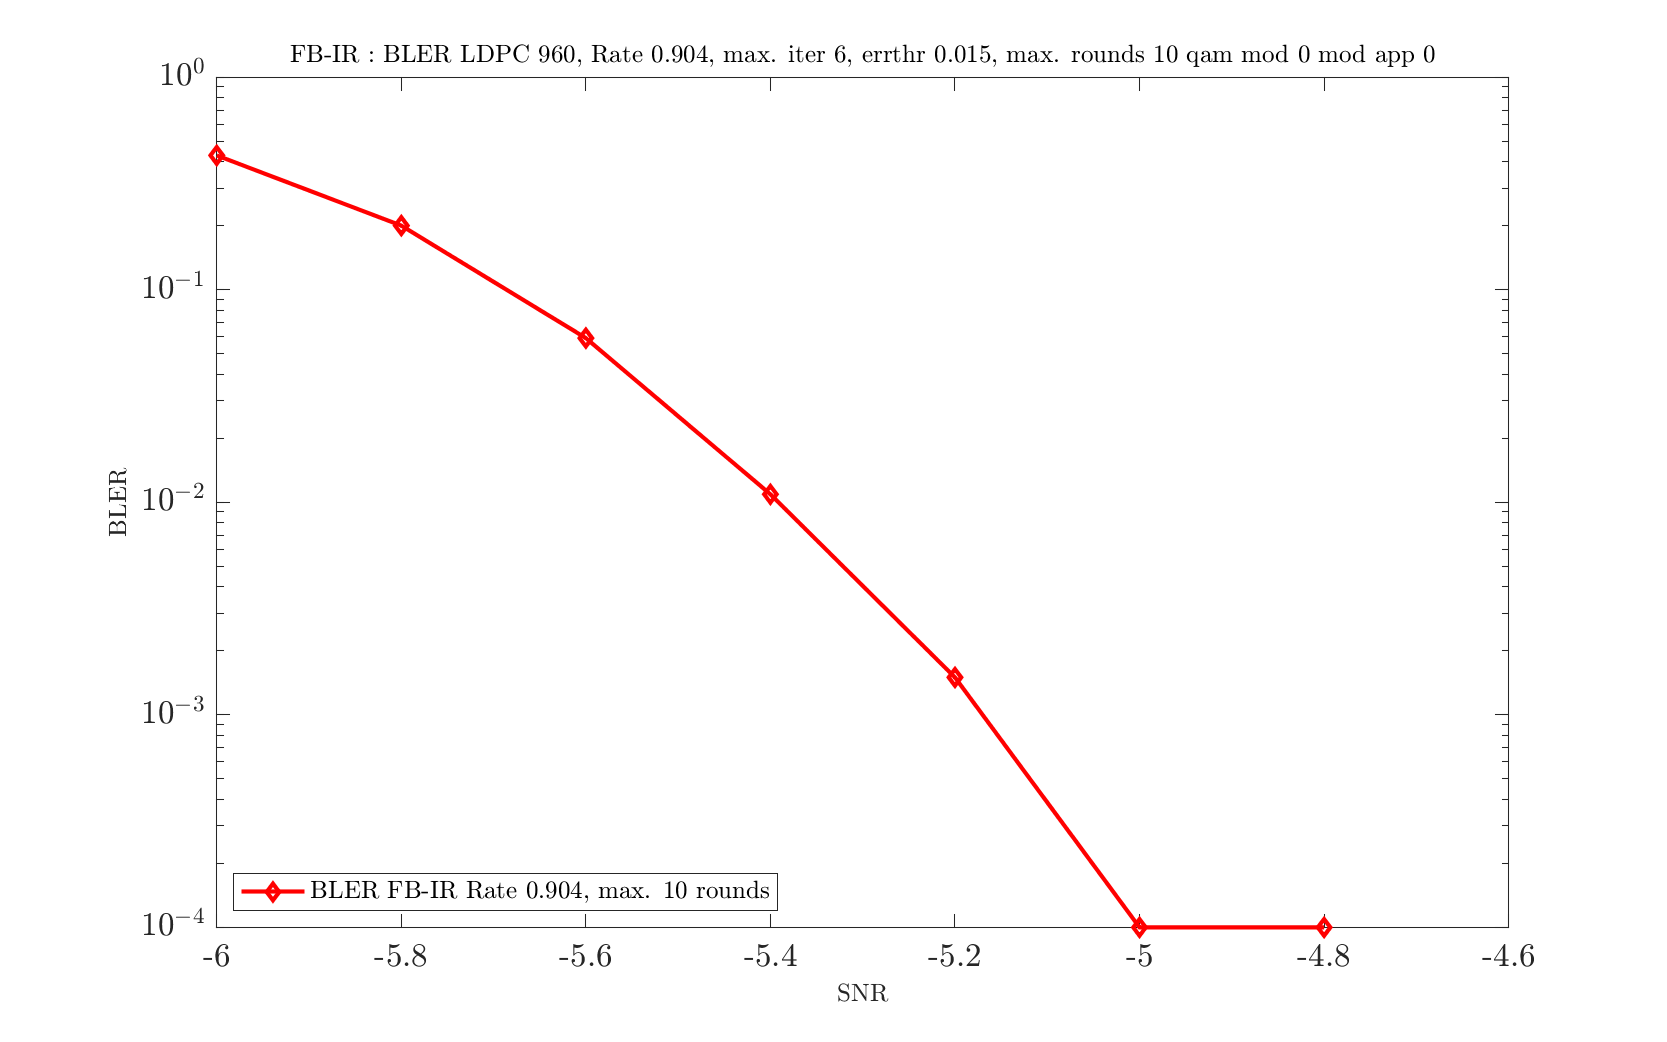 FB-IR : BLER LDPC 960, Rate 0.904, max. iter 6, errthr 0.015, max. rounds 10 qam mod 0 mod app 0
10^0
10^-1
10^-2
10^-3
10^-4
BLER
BLER FB-IR Rate 0.904, max. 10 rounds
-6 -5.8 -5.6 -5.4 -5.2 -5 -4.8 -4.6
SNR